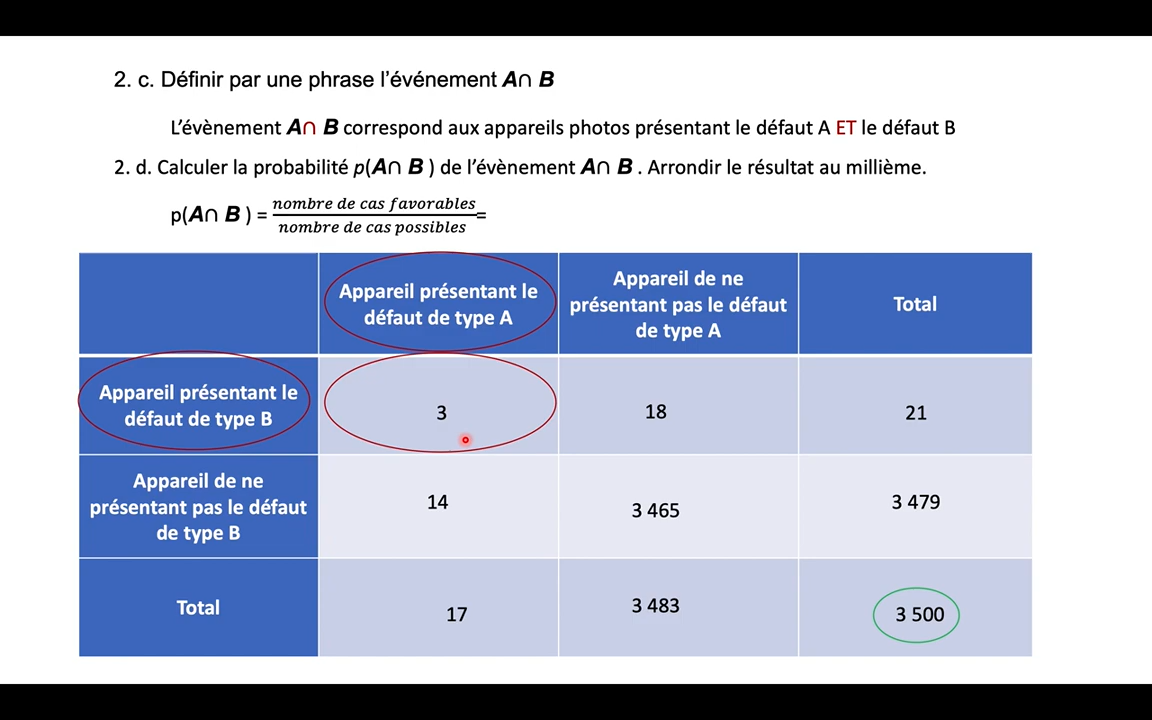 2. c. Définir par une phrase l’événement A∩ B
L’évènement A∩ B correspond aux appareils photos présentant le défaut A ET le défaut B
2. d. Calculer la probabilité p(A∩ B ) de l’évènement A∩ B . Arrondir le résultat au millième.
p(A∩ B ) = nombre de cas favorables / nombre de cas possibles =
Appareil présentant le
défaut de type A
Appareil de ne
présentant pas le défaut
de type A
Total
Appareil présentant le
défaut de type B
3
18
21
Appareil de ne
présentant pas le défaut
de type B
14
3 465
3 479
Total
17
3 483
3 500